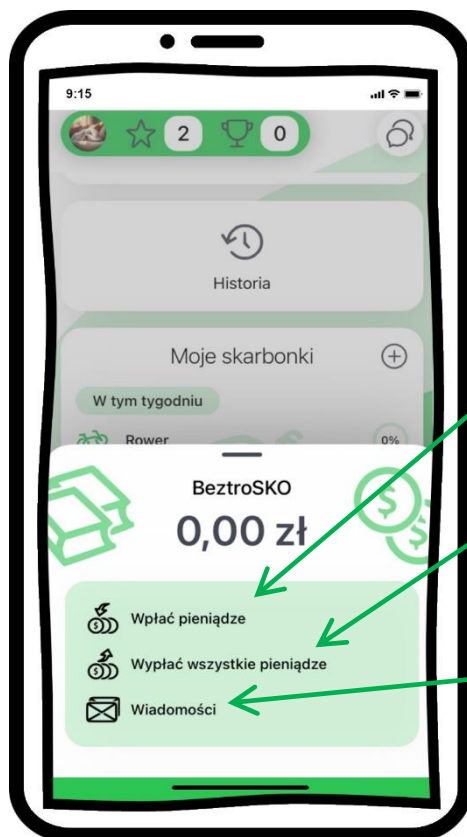 9:15
2
0
Historia
Moje skarbonki
W tym tygodniu
Rower
0%
BeztroSKO
0,00 zł
Wpłać pieniądze
Wypłać wszystkie pieniądze
Wiadomości